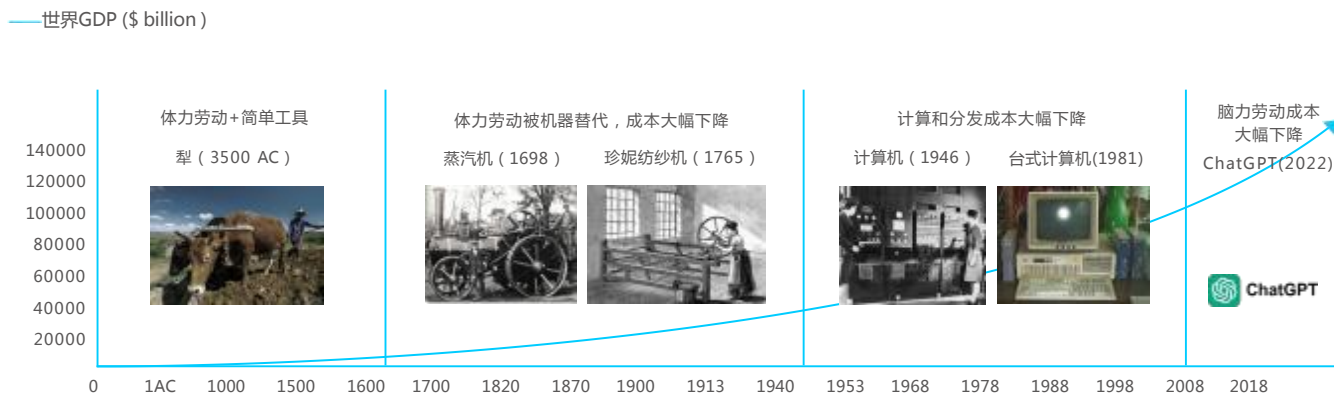 世界GDP ($ billion )
体力劳动+简单工具
犁（3500 AC）
体力劳动被机器替代，成本大幅下降
蒸汽机（1698）
珍妮纺纱机（1765）
计算和分发成本大幅下降
计算机（1946）
台式计算机(1981)
脑力劳动成本
大幅下降
ChatGPT(2022)
ChatGPT
140000
120000
100000
80000
60000
40000
20000
0 1AC 1000 1500 1600 1700 1820 1870 1900 1913 1940 1953 1968 1978 1988 1998 2008 2018